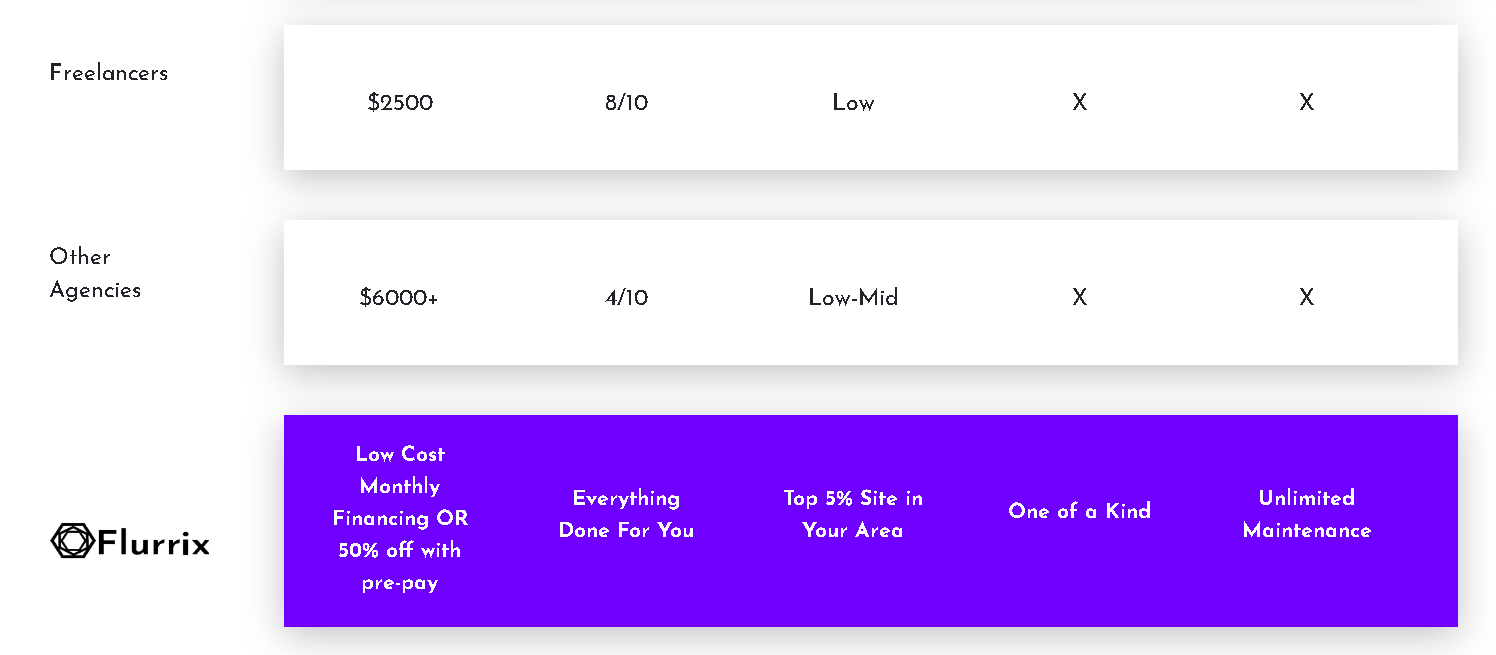 Freelancers
$2500 8/10 Low X X
Other
Agencies
$6000+ 4/10 Low-Mid X X
Flurrix
Low Cost
Monthly
Financing OR
50% off with
pre-pay
Everything
Done For You
Top 5% Site in
Your Area
One of a Kind
Unlimited
Maintenance